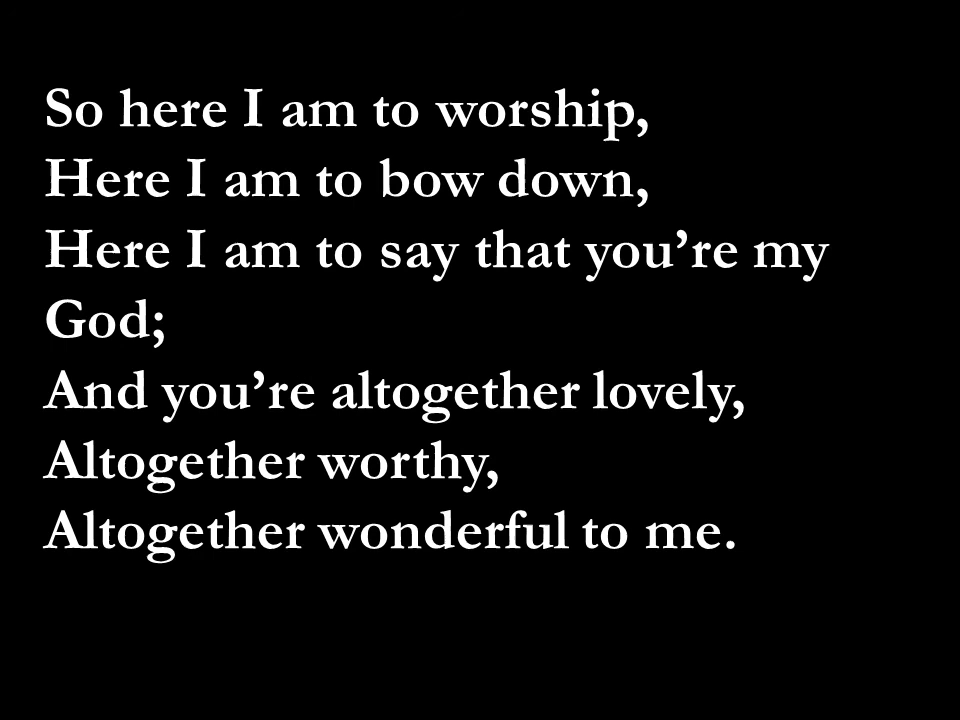 So here I am to worship,
Here I am to bow down,
Here I am to say that you’re my
God;
And you’re altogether lovely,
Altogether worthy,
Altogether wonderful to me.